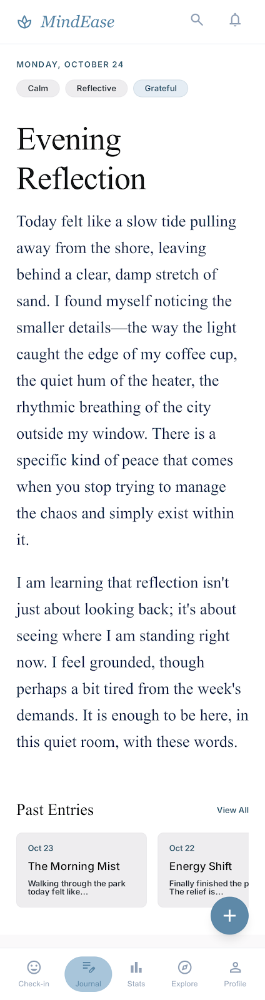 MindEase
MONDAY, OCTOBER 24
Calm Reflective Grateful
Evening
Reflection
Today felt like a slow tide pulling
away from the shore, leaving
behind a clear, damp stretch of
sand. I found myself noticing the
smaller details—the way the light
caught the edge of my coffee cup,
the quiet hum of the heater, the
rhythmic breathing of the city
outside my window. There is a
specific kind of peace that comes
when you stop trying to manage
the chaos and simply exist within
it.
I am learning that reflection isn't
just about looking back; it's about
seeing where I am standing right
now. I feel grounded, though
perhaps a bit tired from the week's
demands. It is enough to be here, in
this quiet room, with these words.
Past Entries
View All
Oct 23
The Morning Mist
Walking through the park
today felt like...
Oct 22
Energy Shift
Finally finished the p
The relief is...
Check-in Journal Stats Explore Profile